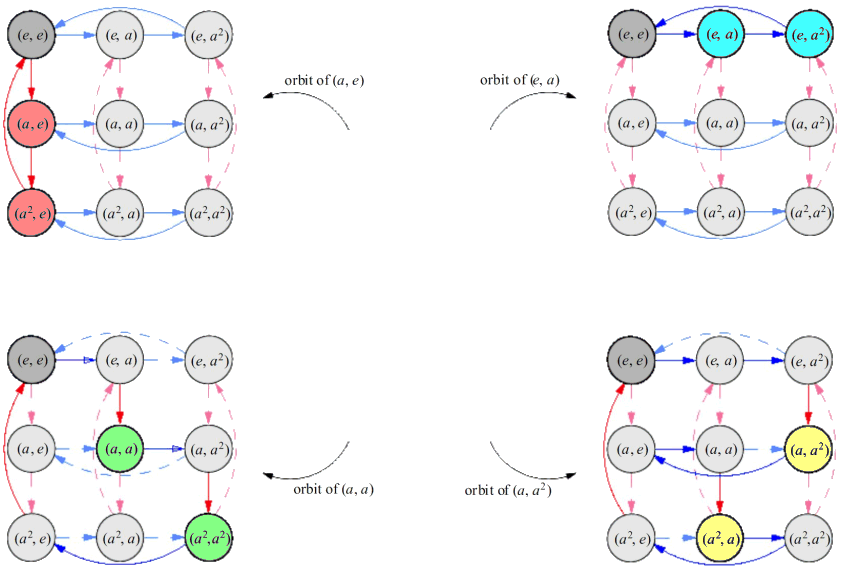 (e, e) (e, a) (e, a²)
orbit of (a, e)
(a, e) (a, a) (a, a²)
(a², e) (a², a) (a²,a²)
(e, e) (e, a) (e, a²)
orbit of (e, a)
(a, e) (a, a) (a, a²)
(a², e) (a², a) (a²,a²)
(e, e) (e, a) (e, a²)
(a, e) (a, a) (a, a²)
orbit of (a, a)
(a², e) (a², a) (a²,a²)
(e, e) (e, a) (e, a²)
(a, e) (a, a) (a, a²)
orbit of (a, a²)
(a², e) (a², a) (a²,a²)